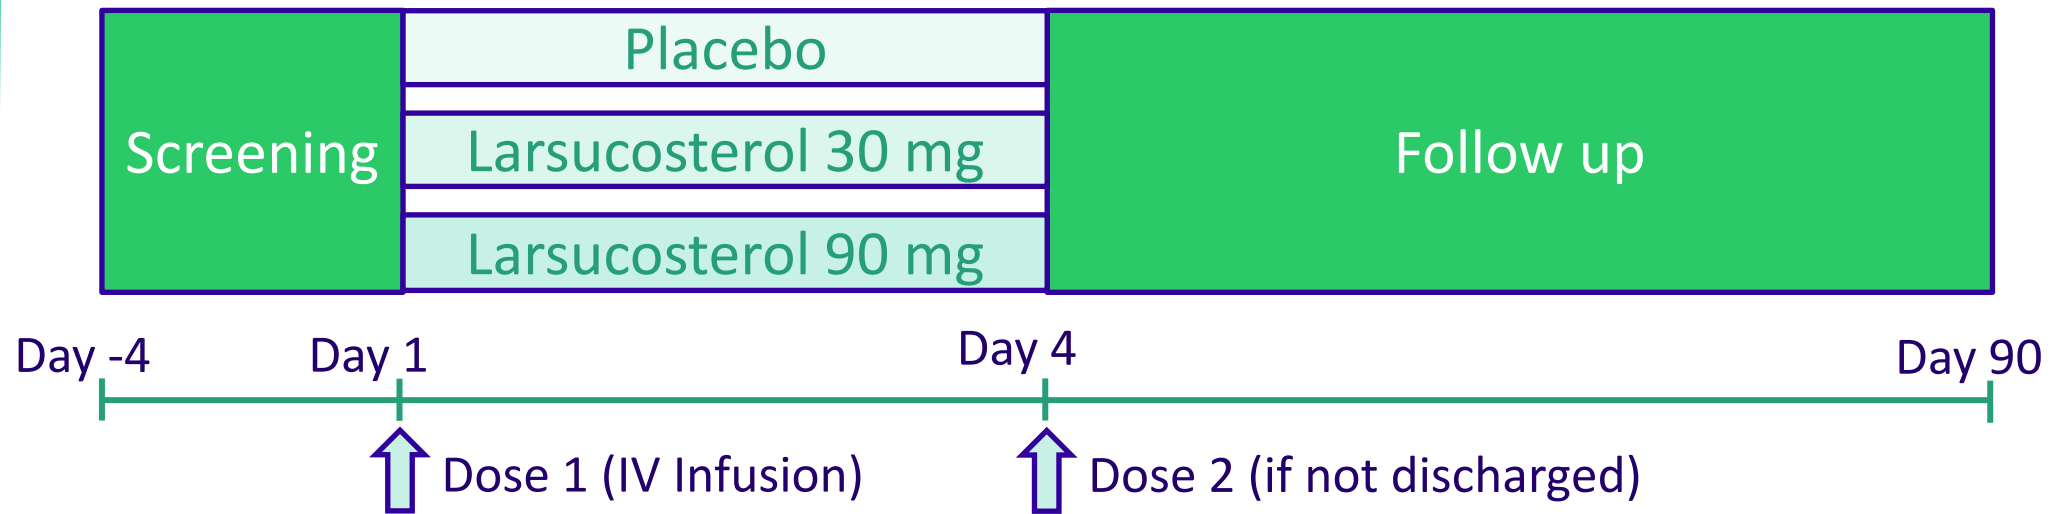 Placebo
Screening
Larsucosterol 30 mg
Follow up
Larsucosterol 90 mg
Day -4
Day 1
Day 4
Day 90
Dose 1 (IV Infusion)
Dose 2 (if not discharged)